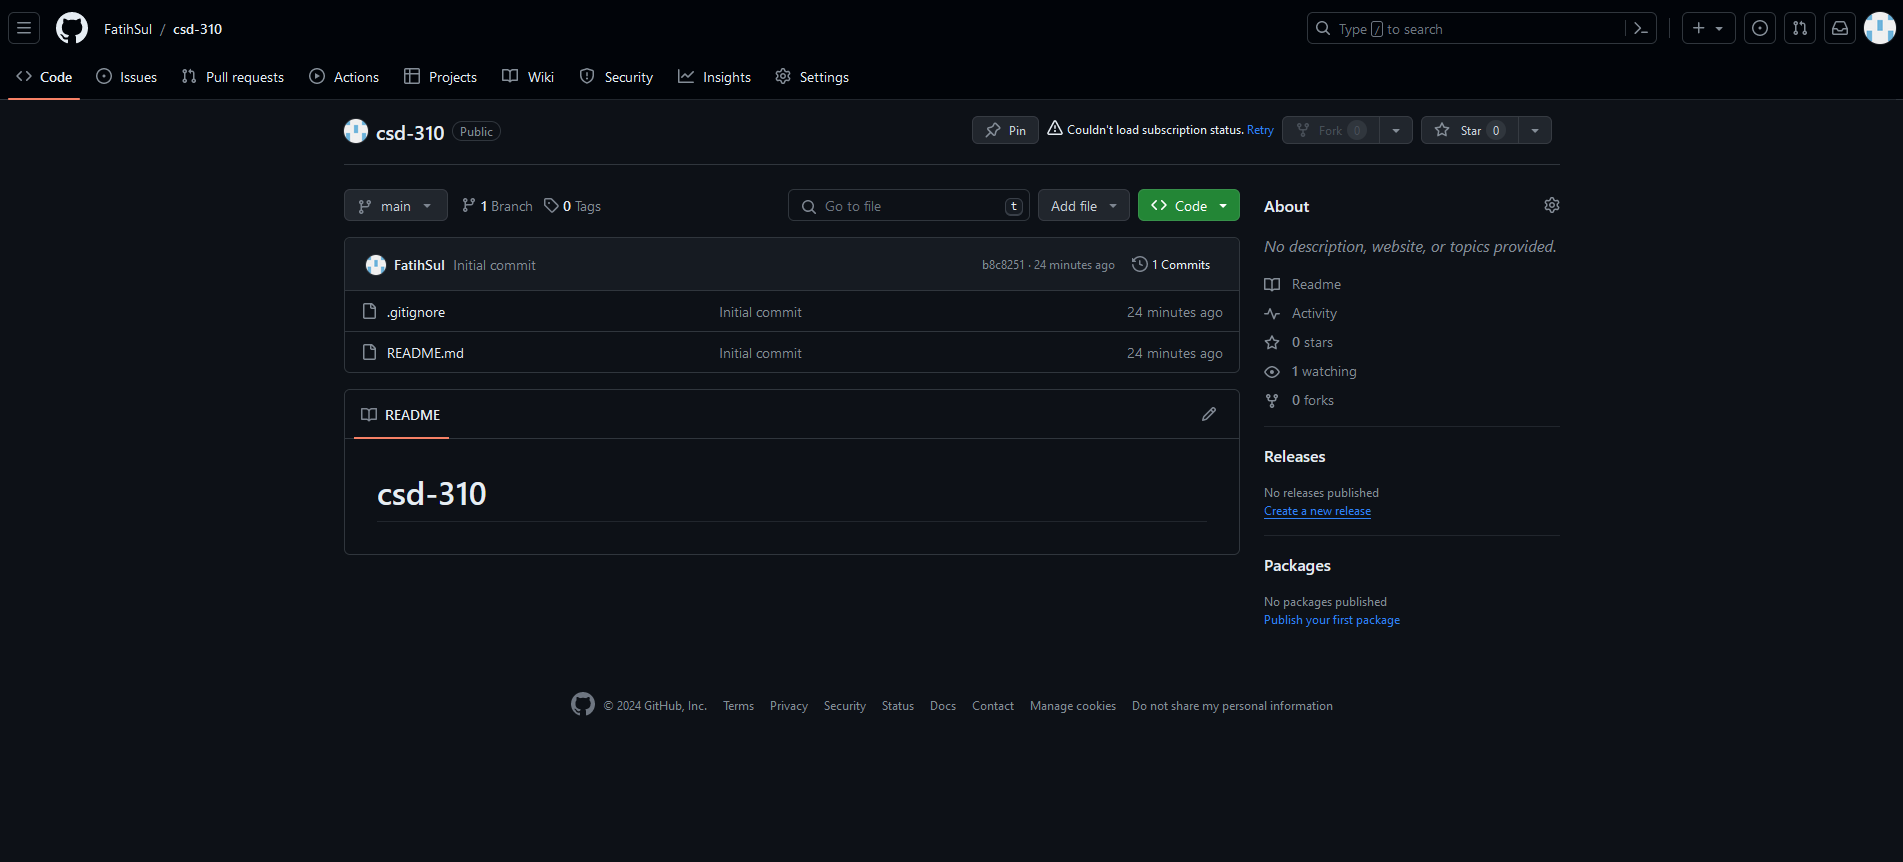 FatihSul / csd-310
Type / to search
Code Issues Pull requests Actions Projects Wiki Security Insights Settings
csd-310 Public
Pin Couldn't load subscription status. Retry Fork 0 Star 0
main 1 Branch 0 Tags Go to file t Add file Code
FatihSul Initial commit b8c8251 · 24 minutes ago 1 Commits
.gitignore Initial commit 24 minutes ago
README.md Initial commit 24 minutes ago
README
csd-310
About
No description, website, or topics provided.
Readme
Activity
0 stars
1 watching
0 forks
Releases
No releases published
Create a new release
Packages
No packages published
Publish your first package
© 2024 GitHub, Inc. Terms Privacy Security Status Docs Contact Manage cookies Do not share my personal information